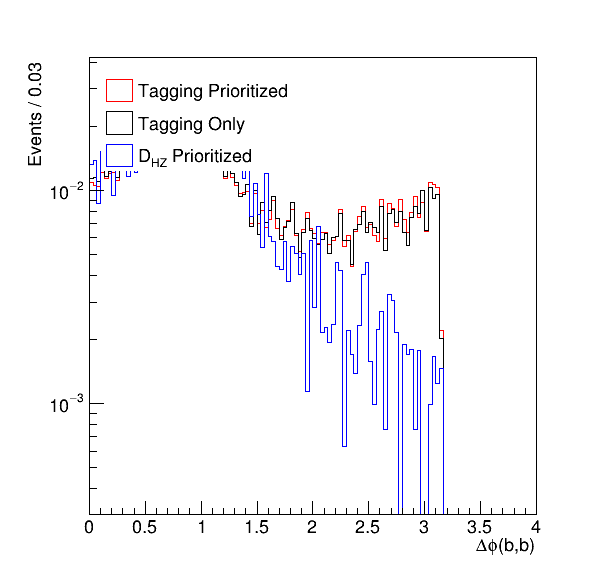 Events / 0.03
Tagging Prioritized
Tagging Only
D_HZ Prioritized
10⁻²
10⁻³
0 0.5 1 1.5 2 2.5 3 3.5 4
Δϕ(b,b)